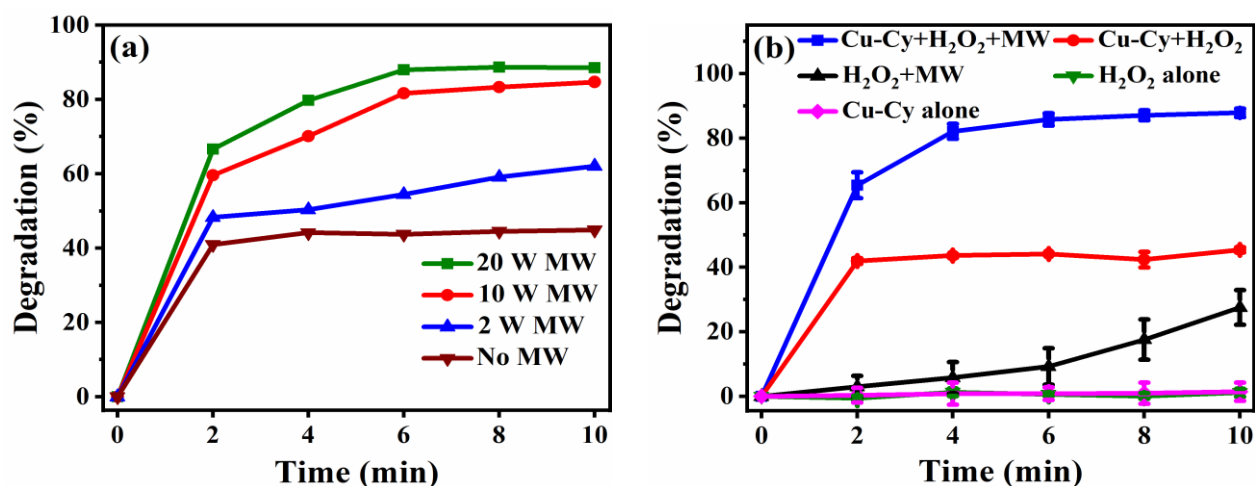 (a)
Degradation (%)
100
80
60
40
20
0
20 W MW
10 W MW
2 W MW
No MW
0 2 4 6 8 10
Time (min)
(b)
Cu-Cy+H₂O₂+MW Cu-Cy+H₂O₂
H₂O₂+MW H₂O₂ alone
Cu-Cy alone
Degradation (%)
100
80
60
40
20
0
0 2 4 6 8 10
Time (min)